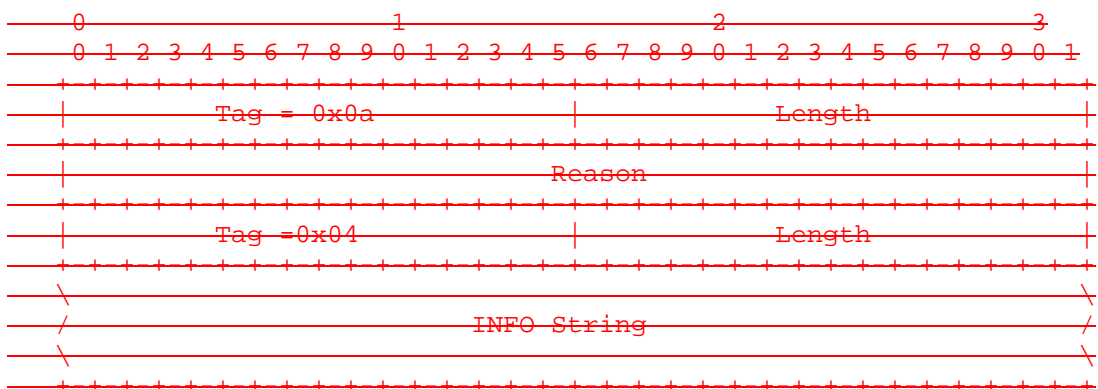 0                   1                   2                   3
 0 1 2 3 4 5 6 7 8 9 0 1 2 3 4 5 6 7 8 9 0 1 2 3 4 5 6 7 8 9 0 1
+-+-+-+-+-+-+-+-+-+-+-+-+-+-+-+-+-+-+-+-+-+-+-+-+-+-+-+-+-+-+-+-+
|         Tag = 0x0a            |            Length             |
+-+-+-+-+-+-+-+-+-+-+-+-+-+-+-+-+-+-+-+-+-+-+-+-+-+-+-+-+-+-+-+-+
|                              Reason                           |
+-+-+-+-+-+-+-+-+-+-+-+-+-+-+-+-+-+-+-+-+-+-+-+-+-+-+-+-+-+-+-+-+
|         Tag =0x04             |            Length             |
+-+-+-+-+-+-+-+-+-+-+-+-+-+-+-+-+-+-+-+-+-+-+-+-+-+-+-+-+-+-+-+-+
\                                                               \
/                         INFO String                           /
\                                                               \
+-+-+-+-+-+-+-+-+-+-+-+-+-+-+-+-+-+-+-+-+-+-+-+-+-+-+-+-+-+-+-+-+